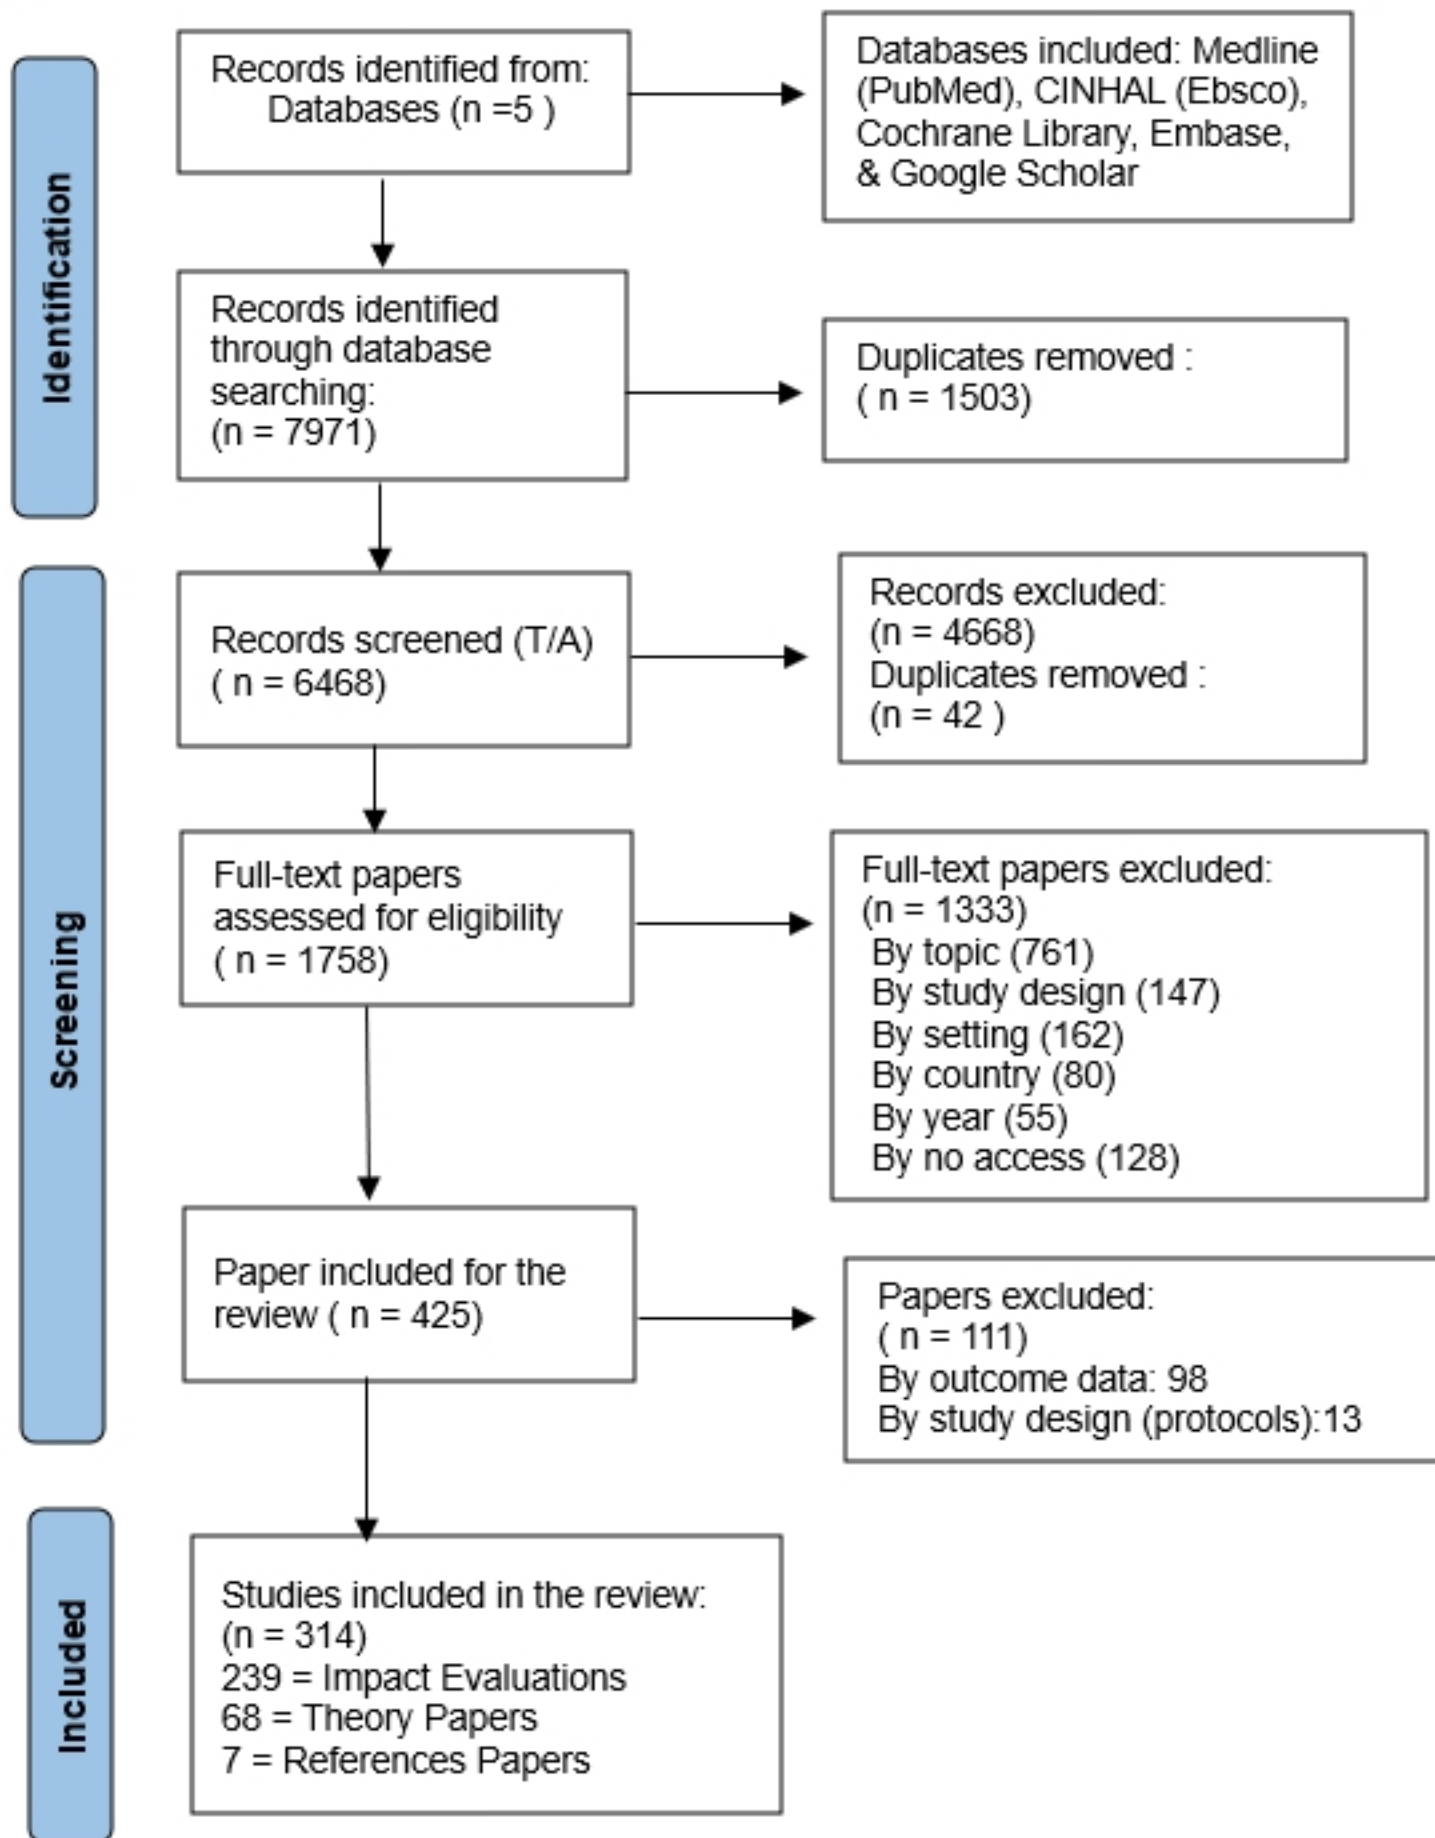 Identification
Records identified from:
Databases (n =5 )
Databases included: Medline
(PubMed), CINHAL (Ebsco),
Cochrane Library, Embase,
& Google Scholar
Records identified
through database
searching:
(n = 7971)
Duplicates removed :
( n = 1503)
Screening
Records screened (T/A)
( n = 6468)
Records excluded:
(n = 4668)
Duplicates removed :
(n = 42 )
Full-text papers
assessed for eligibility
( n = 1758)
Full-text papers excluded:
(n = 1333)
By topic (761)
By study design (147)
By setting (162)
By country (80)
By year (55)
By no access (128)
Paper included for the
review ( n = 425)
Papers excluded:
( n = 111)
By outcome data: 98
By study design (protocols):13
Included
Studies included in the review:
(n = 314)
239 = Impact Evaluations
68 = Theory Papers
7 = References Papers